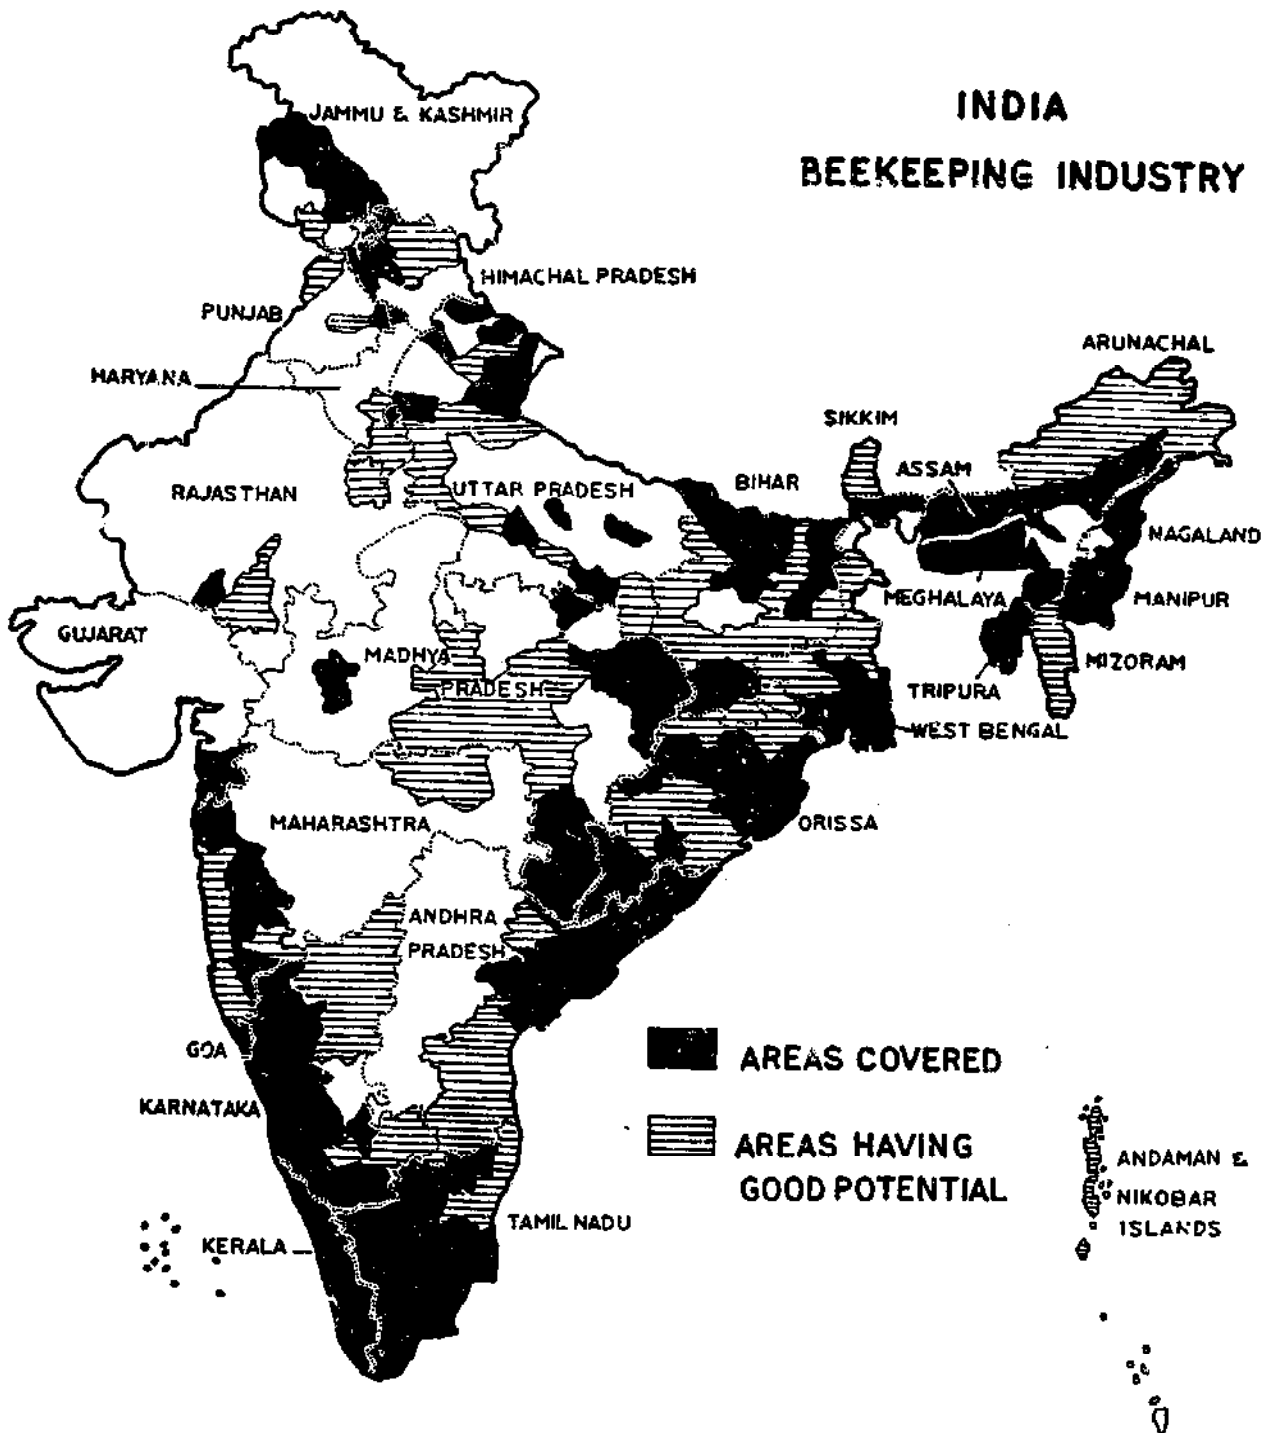 INDIA
BEEKEEPING INDUSTRY
JAMMU & KASHMIR
HIMACHAL PRADESH
PUNJAB
HARYANA
ARUNACHAL
SIKKIM
ASSAM
BIHAR
RAJASTHAN
UTTAR PRADESH
NAGALAND
MEGHALAYA
MANIPUR
GUJARAT
MADHYA
PRADESH
MIZORAM
TRIPURA
WEST BENGAL
MAHARASHTRA
ORISSA
ANDHRA
PRADESH
GOA
AREAS COVERED
KARNATAKA
AREAS HAVING
GOOD POTENTIAL
ANDAMAN &
NIKOBAR
ISLANDS
TAMIL NADU
KERALA